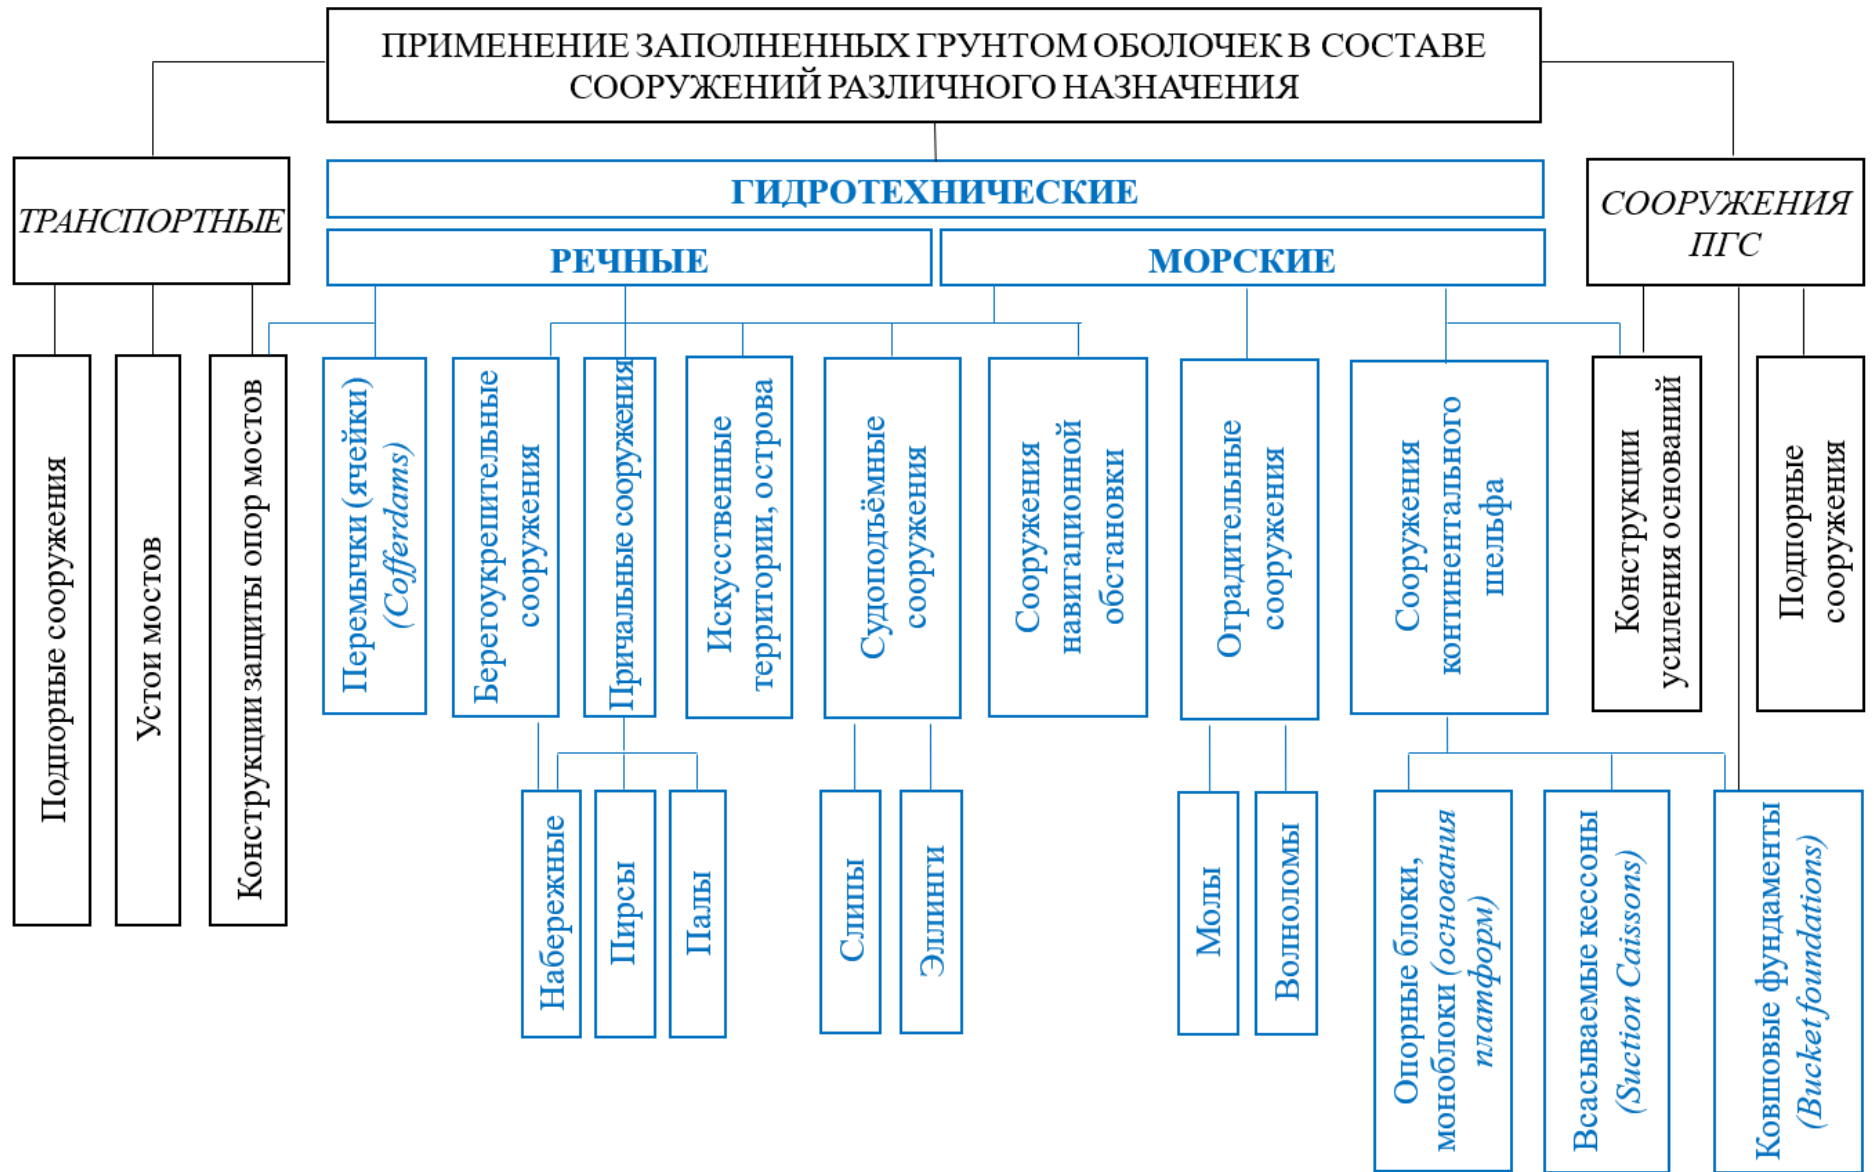 ПРИМЕНЕНИЕ ЗАПОЛНЕННЫХ ГРУНТОМ ОБОЛОЧЕК В СОСТАВЕ
СООРУЖЕНИЙ РАЗЛИЧНОГО НАЗНАЧЕНИЯ
ТРАНСПОРТНЫЕ
ГИДРОТЕХНИЧЕСКИЕ
СООРУЖЕНИЯ
ПГС
РЕЧНЫЕ
МОРСКИЕ
Подпорные сооружения
Устои мостов
Конструкции защиты опор мостов
Перемычки (ячейки)
(Cofferdams)
Берегоукрепительные
сооружения
Причальные сооружения
Искусственные
территории, острова
Судоподъёмные
сооружения
Сооружения
навигационной
обстановки
Оградительные
сооружения
Сооружения
континентального
шельфа
Конструкции
усиления оснований
Подпорные
сооружения
Набережные
Пирсы
Палы
Слипы
Эллинги
Молы
Волноломы
Опорные блоки,
моноблоки (основания
платформ)
Всасываемые кессоны
(Suction Caissons)
Ковшовые фундаменты
(Bucket foundations)